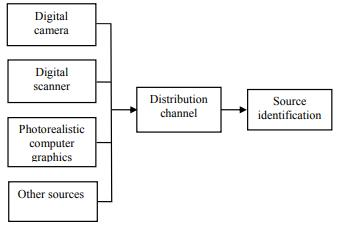 Digital
camera
Digital
scanner
Photorealistic
computer
graphics
Other sources
Distribution
channel
Source
identification